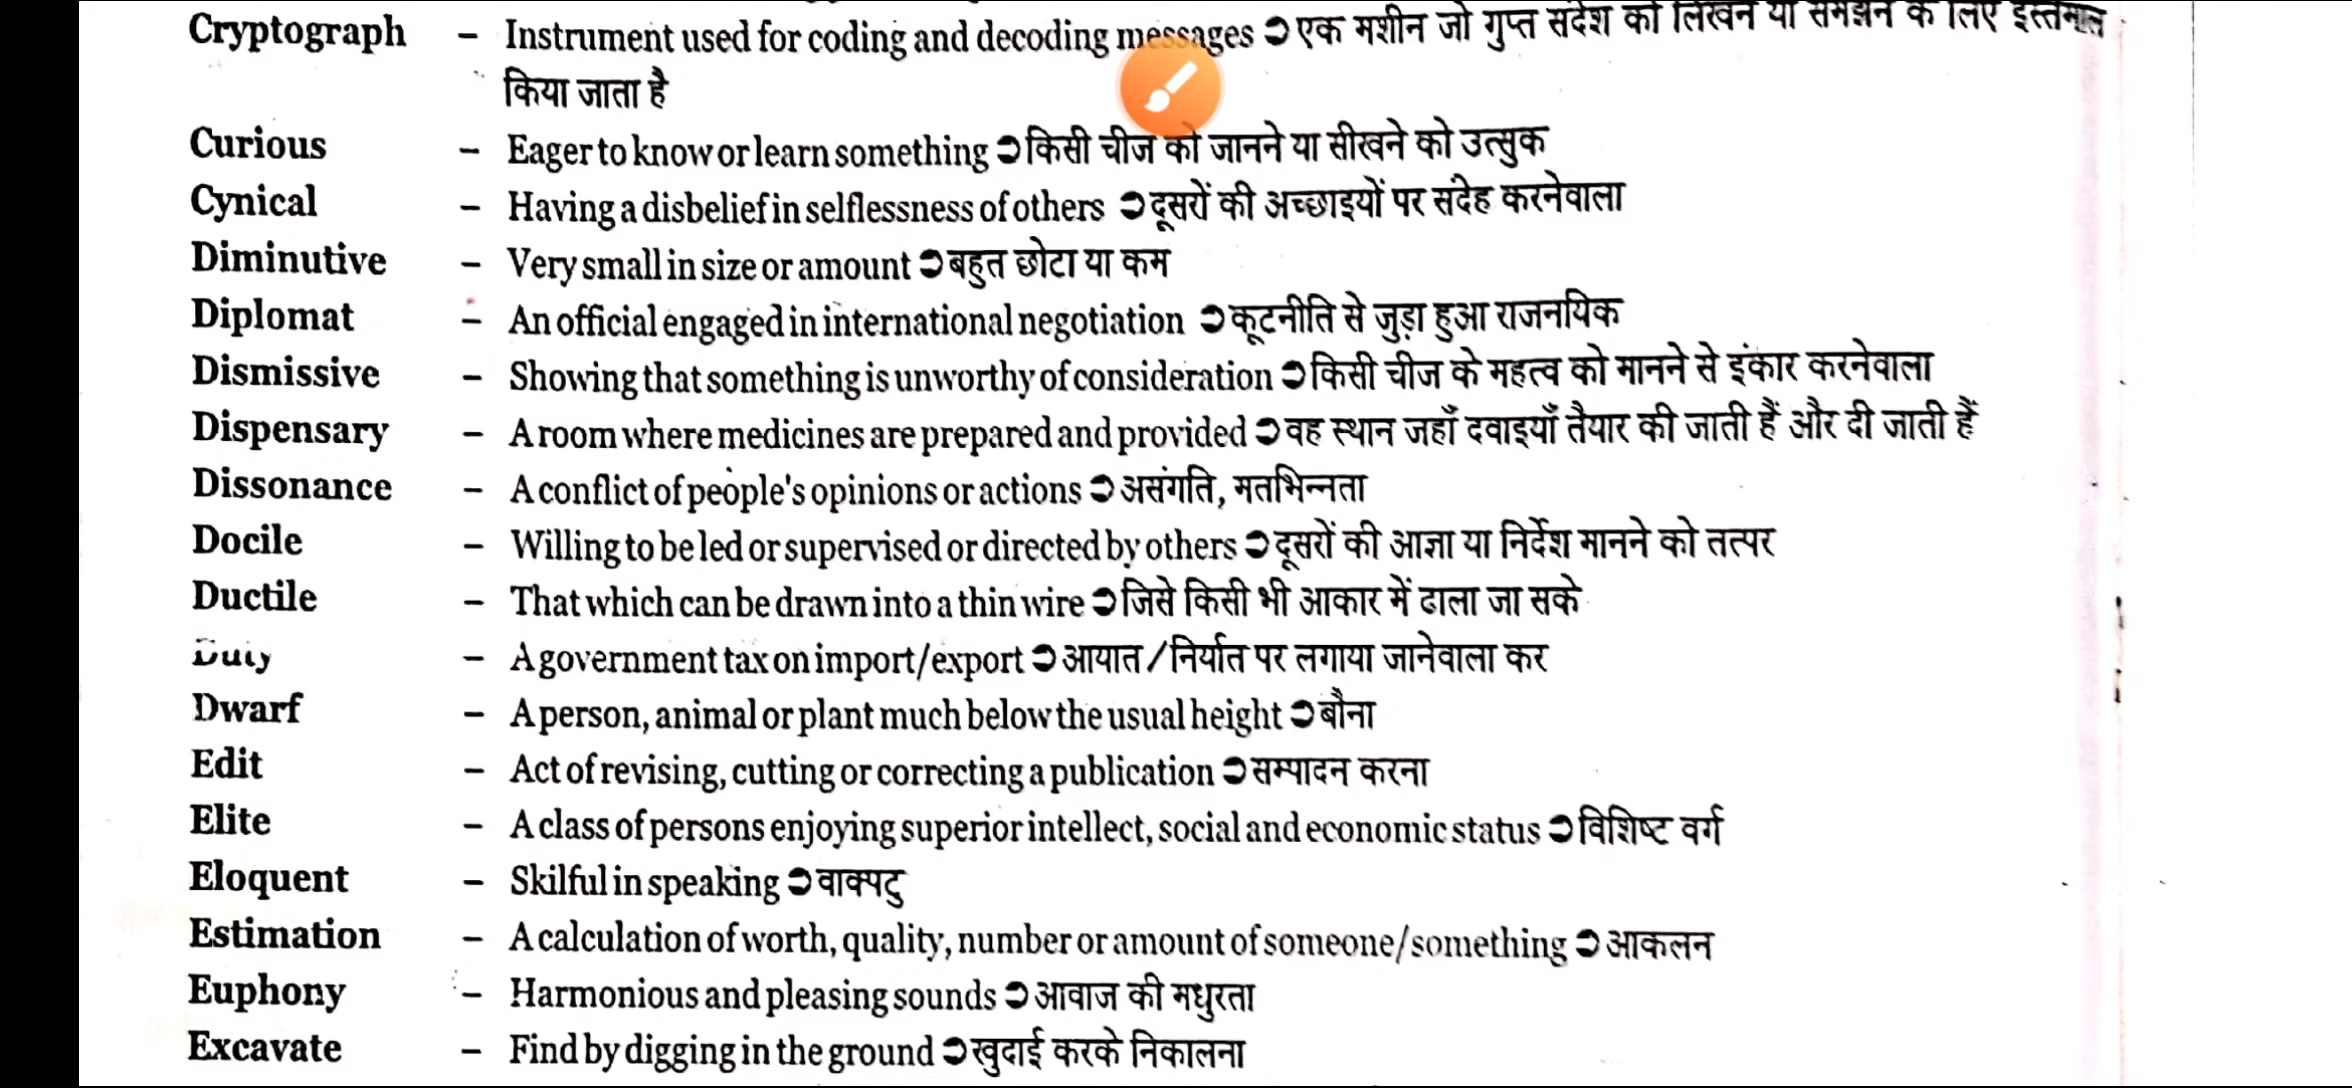 Cryptograph – Instrument used for coding and decoding messages ➲ एक मशीन जो गुप्त संदेश को लिखने या समझने के लिए इस्तेमाल
किया जाता है
Curious – Eager to know or learn something ➲ किसी चीज को जानने या सीखने को उत्सुक
Cynical – Having a disbelief in selflessness of others ➲ दूसरों की अच्छाइयों पर संदेह करनेवाला
Diminutive – Very small in size or amount ➲ बहुत छोटा या कम
Diplomat – An official engaged in international negotiation ➲ कूटनीति से जुड़ा हुआ राजनयिक
Dismissive – Showing that something is unworthy of consideration ➲ किसी चीज के महत्व को मानने से इंकार करनेवाला
Dispensary – A room where medicines are prepared and provided ➲ वह स्थान जहाँ दवाइयाँ तैयार की जाती हैं और दी जाती हैं
Dissonance – A conflict of people's opinions or actions ➲ असंगति, मतभिन्नता
Docile – Willing to be led or supervised or directed by others ➲ दूसरों की आज्ञा या निर्देश मानने को तत्पर
Ductile – That which can be drawn into a thin wire ➲ जिसे किसी भी आकार में ढाला जा सके
Duty – A government tax on import/export ➲ आयात/निर्यात पर लगाया जानेवाला कर
Dwarf – A person, animal or plant much below the usual height ➲ बौना
Edit – Act of revising, cutting or correcting a publication ➲ सम्पादन करना
Elite – A class of persons enjoying superior intellect, social and economic status ➲ विशिष्ट वर्ग
Eloquent – Skilful in speaking ➲ वाक्पटु
Estimation – A calculation of worth, quality, number or amount of someone/something ➲ आकलन
Euphony – Harmonious and pleasing sounds ➲ आवाज की मधुरता
Excavate – Find by digging in the ground ➲ खुदाई करके निकालना